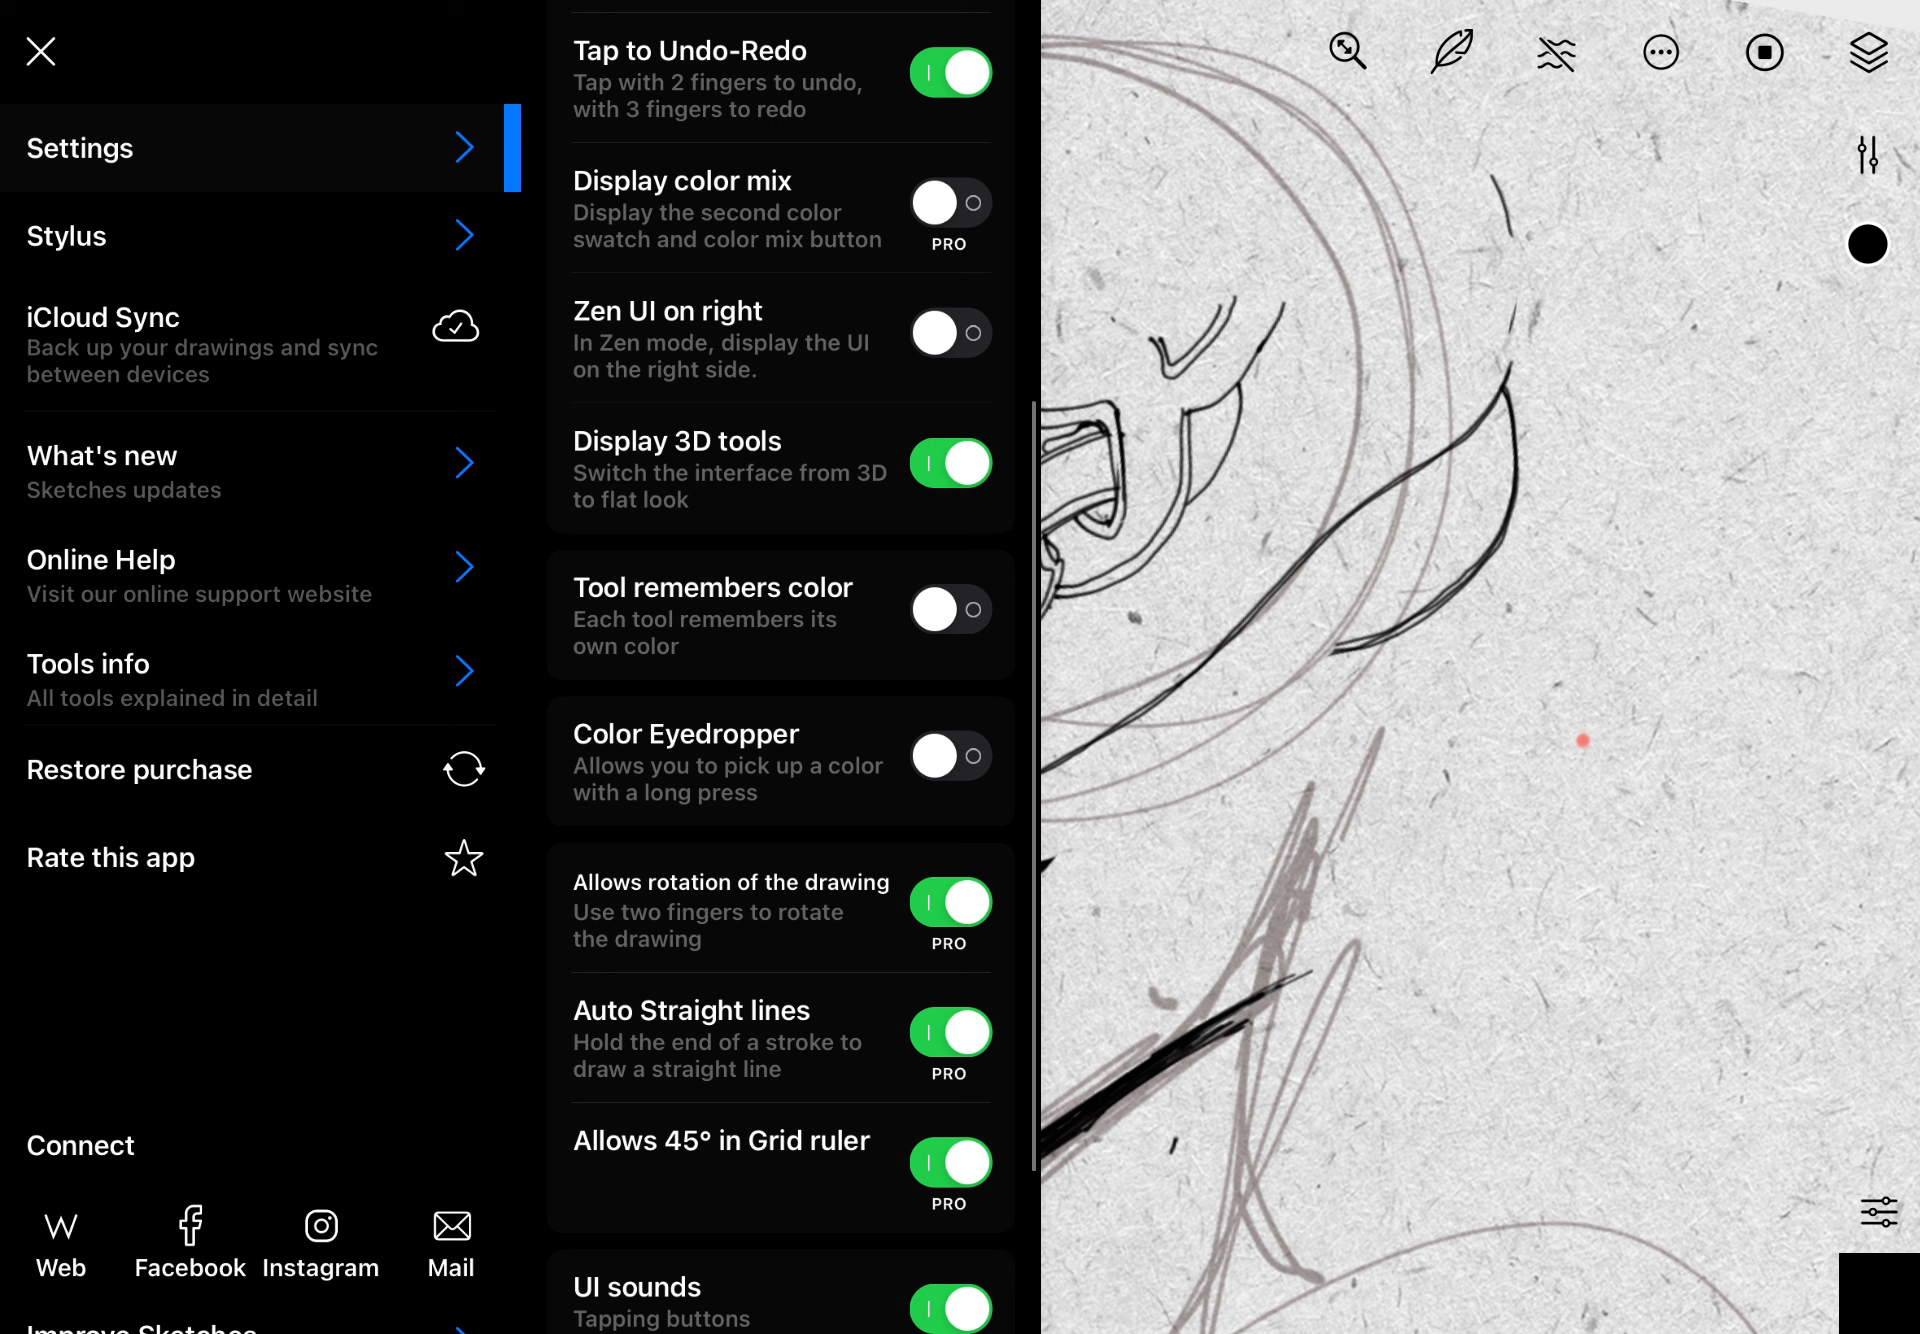 Settings
Stylus
iCloud Sync
Back up your drawings and sync
between devices
What's new
Sketches updates
Online Help
Visit our online support website
Tools info
All tools explained in detail
Restore purchase
Rate this app
Connect
Web
Facebook
Instagram
Mail
Improve Sketches
Tap to Undo-Redo
Tap with 2 fingers to undo,
with 3 fingers to redo
Display color mix
Display the second color
swatch and color mix button
PRO
Zen UI on right
In Zen mode, display the UI
on the right side.
Display 3D tools
Switch the interface from 3D
to flat look
Tool remembers color
Each tool remembers its
own color
Color Eyedropper
Allows you to pick up a color
with a long press
Allows rotation of the drawing
Use two fingers to rotate
the drawing
PRO
Auto Straight lines
Hold the end of a stroke to
draw a straight line
PRO
Allows 45° in Grid ruler
PRO
UI sounds
Tapping buttons